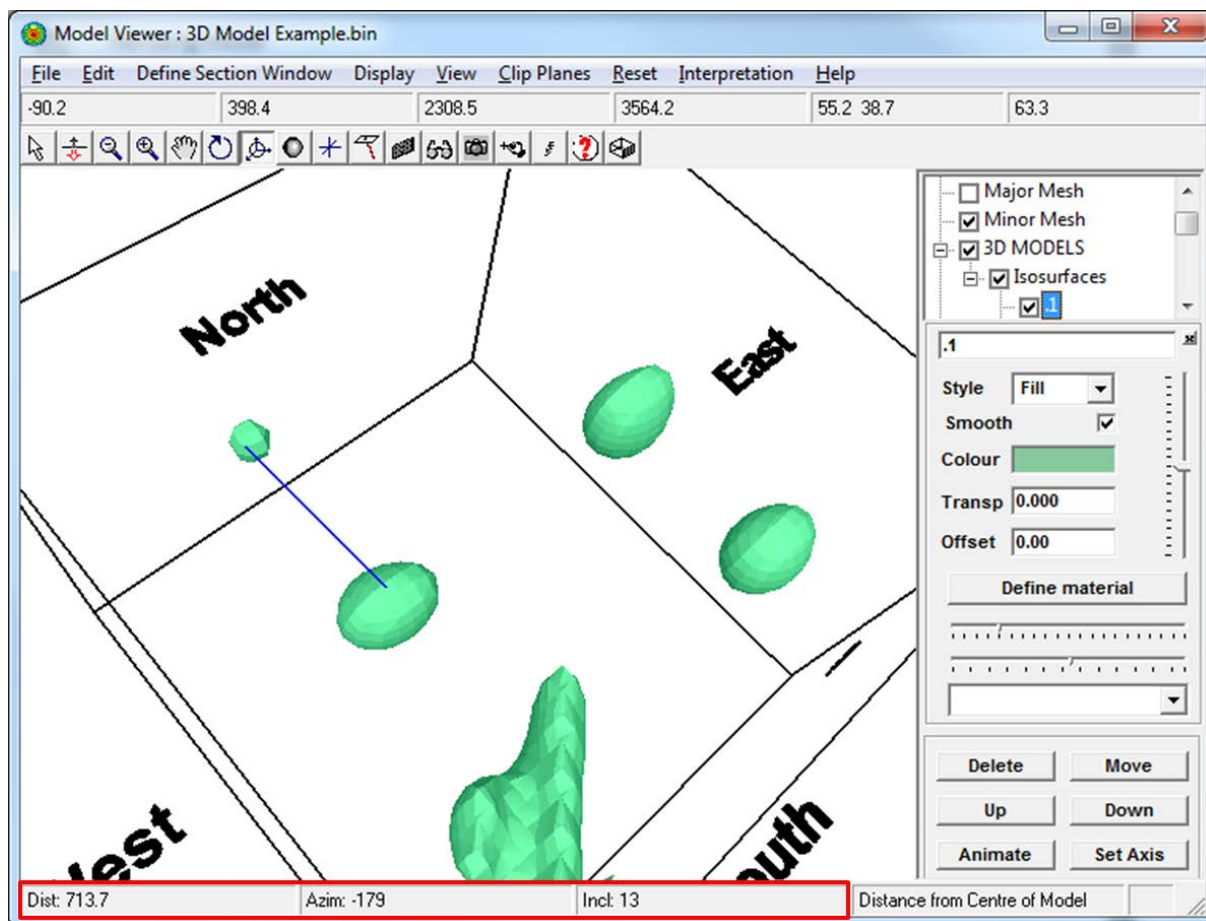 Model Viewer : 3D Model Example.bin
File Edit Define Section Window Display View Clip Planes Reset Interpretation Help
-90.2 398.4 2308.5 3564.2 55.2 38.7 63.3
Major Mesh
Minor Mesh
3D MODELS
Isosurfaces
.1
North
East
.1
Style Fill
Smooth
Colour
Transp 0.000
Offset 0.00
Define material
West
outh
Delete Move
Up Down
Animate Set Axis
Dist: 713.7 Azim: -179 Incl: 13 Distance from Centre of Model